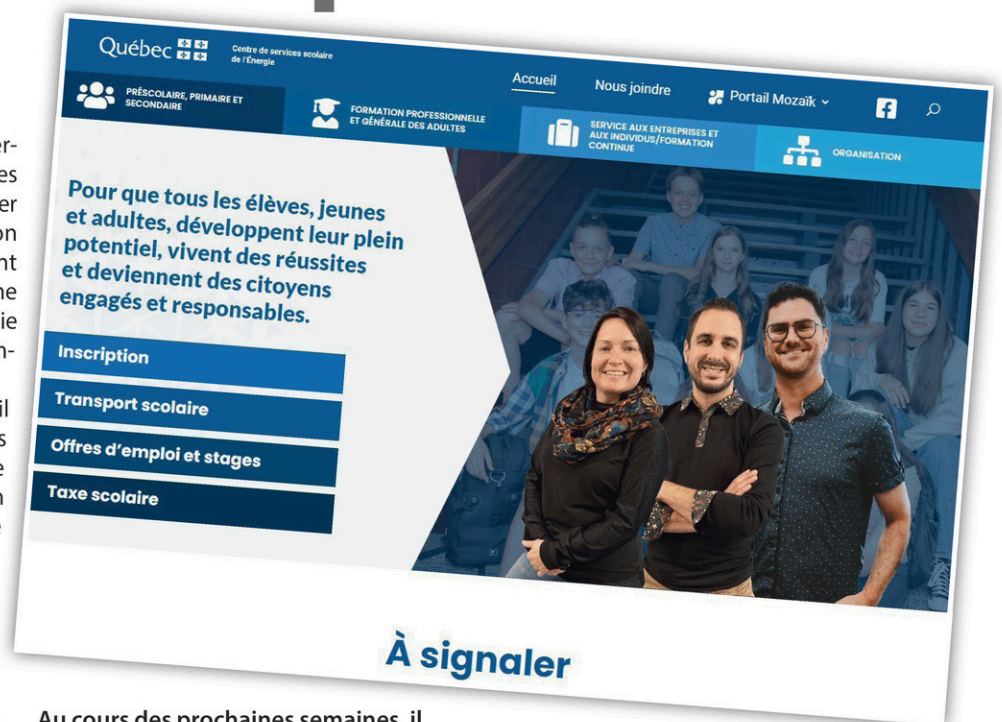 Québec
Centre de services scolaire
de l'Énergie
Accueil
Nous joindre
Portail Mozaïk
PRÉSCOLAIRE, PRIMAIRE ET
SECONDAIRE
FORMATION PROFESSIONNELLE
ET GÉNÉRALE DES ADULTES
SERVICE AUX ENTREPRISES ET
AUX INDIVIDUS/FORMATION
CONTINUE
ORGANISATION
Pour que tous les élèves, jeunes
et adultes, développent leur plein
potentiel, vivent des réussites
et deviennent des citoyens
engagés et responsables.
Inscription
Transport scolaire
Offres d'emploi et stages
Taxe scolaire
À signaler
Au cours des prochaines semaines, il